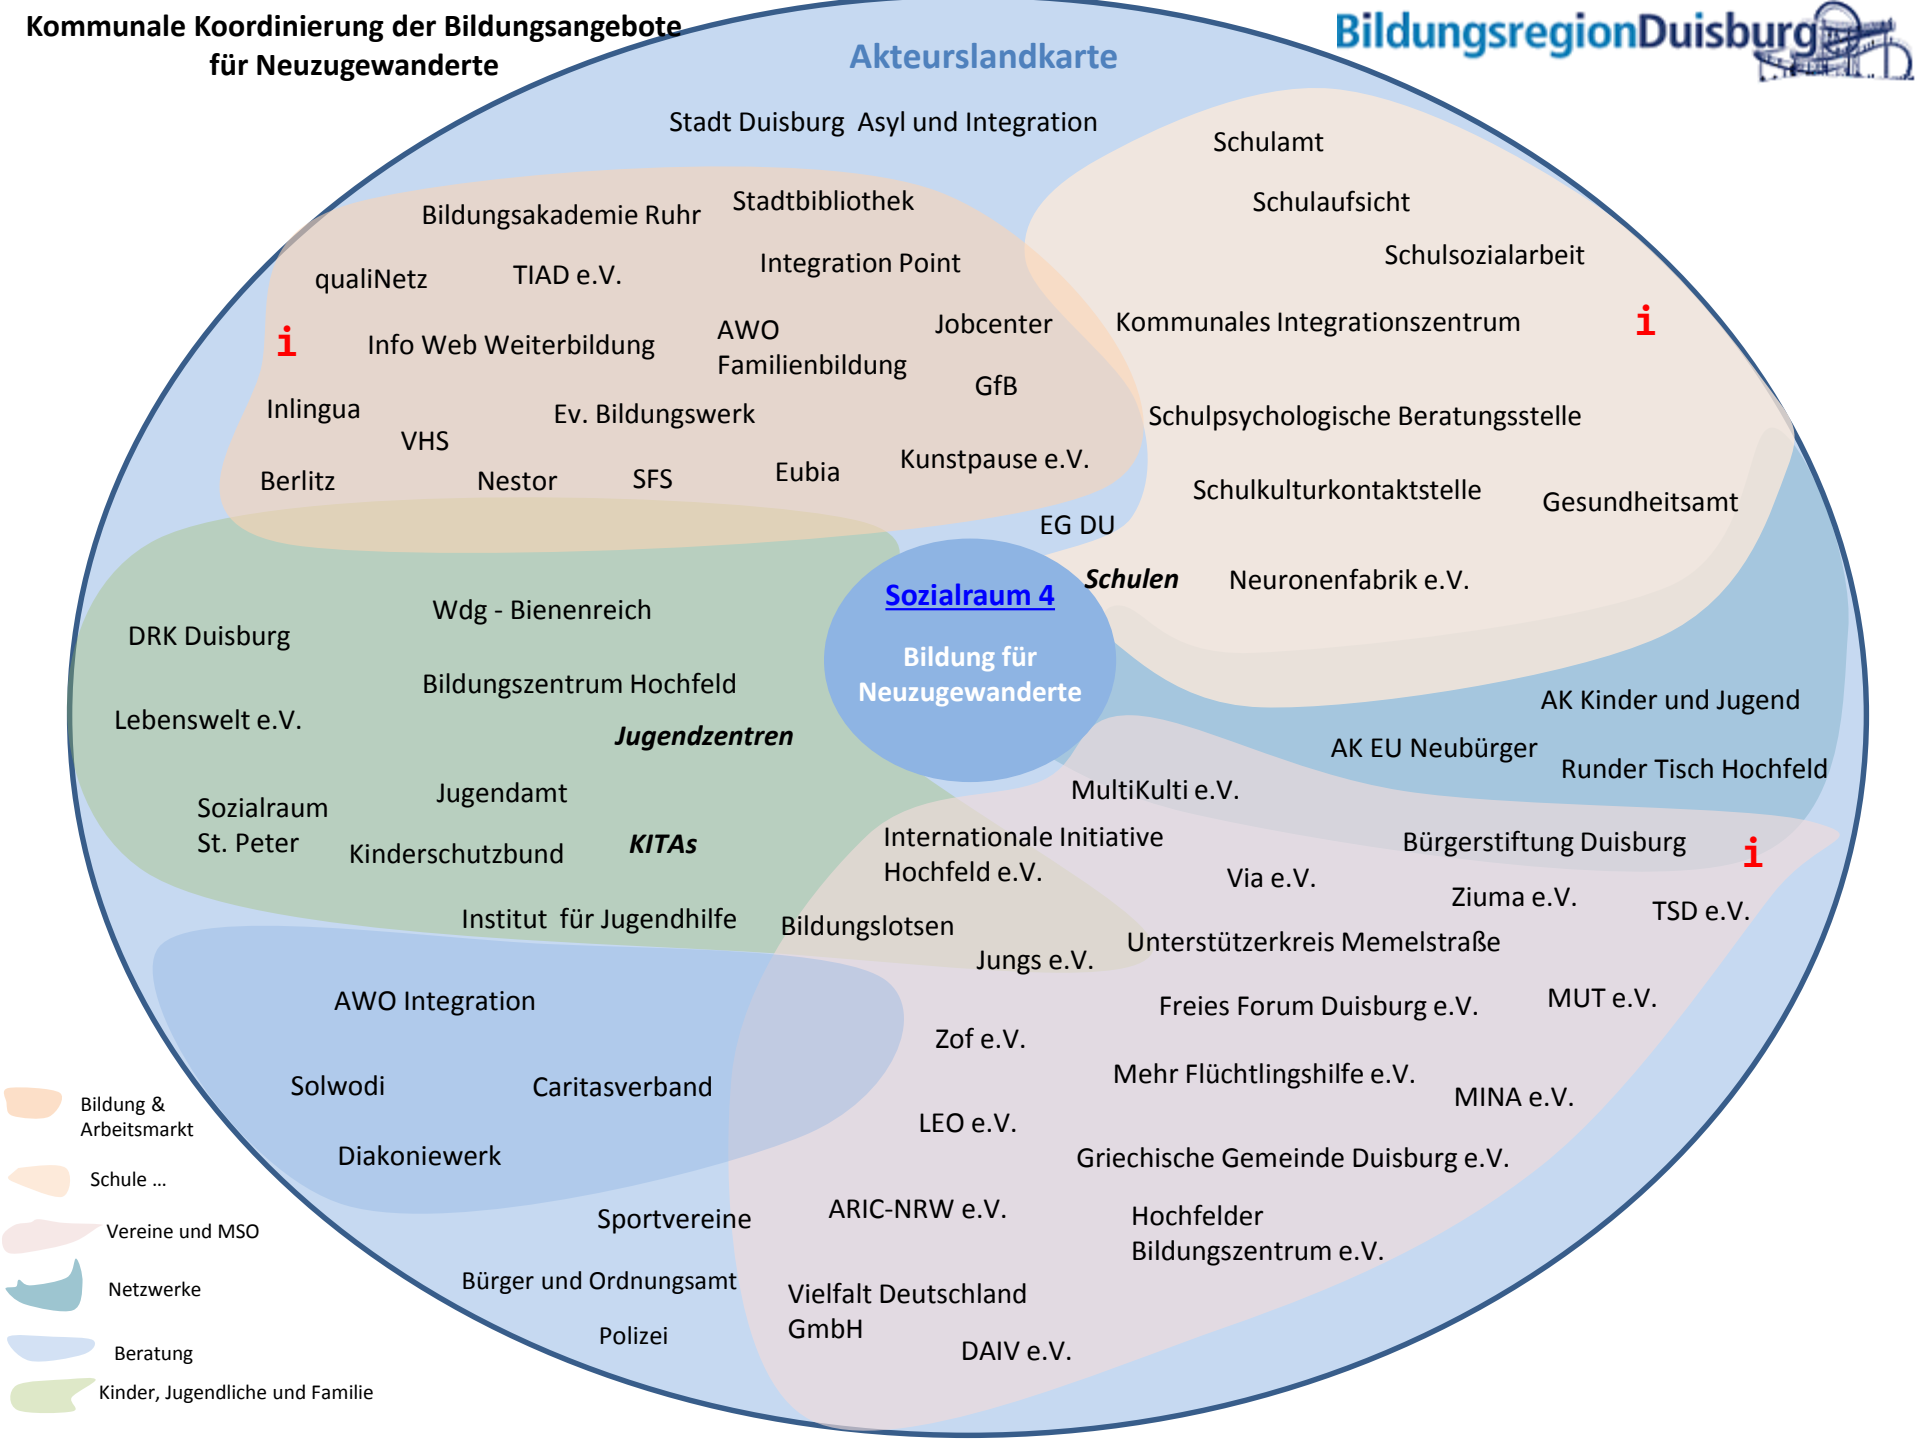 Kommunale Koordinierung der Bildungsangebote
für Neuzugewanderte
Akteurslandkarte
BildungsregionDuisburg
Stadt Duisburg  Asyl und Integration
Schulamt
Schulaufsicht
Schulsozialarbeit
Kommunales Integrationszentrum
i
Schulpsychologische Beratungsstelle
Schulkulturkontaktstelle
Gesundheitsamt
Schulen
Neuronenfabrik e.V.
Bildungsakademie Ruhr
Stadtbibliothek
qualiNetz
TIAD e.V.
Integration Point
i
Info Web Weiterbildung
AWO
Familienbildung
Jobcenter
GfB
Inlingua
VHS
Ev. Bildungswerk
Berlitz
Nestor
SFS
Eubia
Kunstpause e.V.
EG DU
Sozialraum 4
Bildung für
Neuzugewanderte
Wdg - Bienenreich
DRK Duisburg
Bildungszentrum Hochfeld
Lebenswelt e.V.
Jugendzentren
Jugendamt
Sozialraum
St. Peter
Kinderschutzbund
KITAs
Institut  für Jugendhilfe
AK Kinder und Jugend
AK EU Neubürger
Runder Tisch Hochfeld
MultiKulti e.V.
Internationale Initiative
Hochfeld e.V.
Bürgerstiftung Duisburg
i
Via e.V.
Ziuma e.V.
TSD e.V.
Bildungslotsen
Jungs e.V.
Unterstützerkreis Memelstraße
Freies Forum Duisburg e.V.
MUT e.V.
Zof e.V.
Mehr Flüchtlingshilfe e.V.
MINA e.V.
LEO e.V.
Griechische Gemeinde Duisburg e.V.
ARIC-NRW e.V.
Hochfelder
Bildungszentrum e.V.
Vielfalt Deutschland
GmbH
DAIV e.V.
AWO Integration
Solwodi
Caritasverband
Diakoniewerk
Sportvereine
Bürger und Ordnungsamt
Polizei
Bildung &
Arbeitsmarkt
Schule ...
Vereine und MSO
Netzwerke
Beratung
Kinder, Jugendliche und Familie